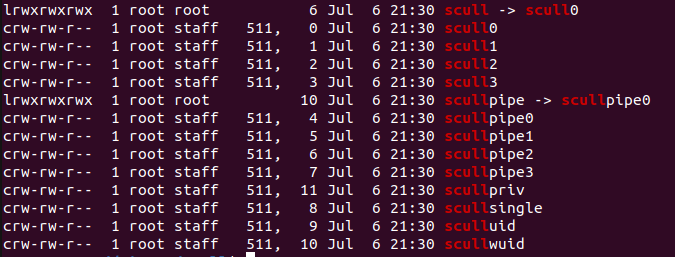 lrwxrwxrwx  1 root root           6 Jul  6 21:30 scull -> scull0
crw-rw-r--  1 root staff   511,   0 Jul  6 21:30 scull0
crw-rw-r--  1 root staff   511,   1 Jul  6 21:30 scull1
crw-rw-r--  1 root staff   511,   2 Jul  6 21:30 scull2
crw-rw-r--  1 root staff   511,   3 Jul  6 21:30 scull3
lrwxrwxrwx  1 root root          10 Jul  6 21:30 scullpipe -> scullpipe0
crw-rw-r--  1 root staff   511,   4 Jul  6 21:30 scullpipe0
crw-rw-r--  1 root staff   511,   5 Jul  6 21:30 scullpipe1
crw-rw-r--  1 root staff   511,   6 Jul  6 21:30 scullpipe2
crw-rw-r--  1 root staff   511,   7 Jul  6 21:30 scullpipe3
crw-rw-r--  1 root staff   511,  11 Jul  6 21:30 scullpriv
crw-rw-r--  1 root staff   511,   8 Jul  6 21:30 scullsingle
crw-rw-r--  1 root staff   511,   9 Jul  6 21:30 sculluid
crw-rw-r--  1 root staff   511,  10 Jul  6 21:30 scullwuid